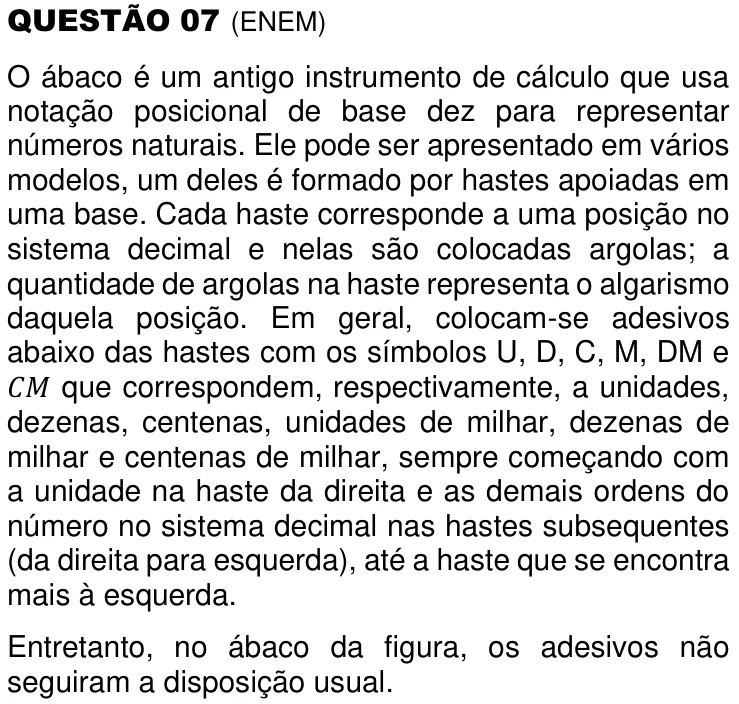 QUESTÃO 07 (ENEM)
O ábaco é um antigo instrumento de cálculo que usa
notação posicional de base dez para representar
números naturais. Ele pode ser apresentado em vários
modelos, um deles é formado por hastes apoiadas em
uma base. Cada haste corresponde a uma posição no
sistema decimal e nelas são colocadas argolas; a
quantidade de argolas na haste representa o algarismo
daquela posição. Em geral, colocam-se adesivos
abaixo das hastes com os símbolos U, D, C, M, DM e
CM que correspondem, respectivamente, a unidades,
dezenas, centenas, unidades de milhar, dezenas de
milhar e centenas de milhar, sempre começando com
a unidade na haste da direita e as demais ordens do
número no sistema decimal nas hastes subsequentes
(da direita para esquerda), até a haste que se encontra
mais à esquerda.
Entretanto, no ábaco da figura, os adesivos não
seguiram a disposição usual.